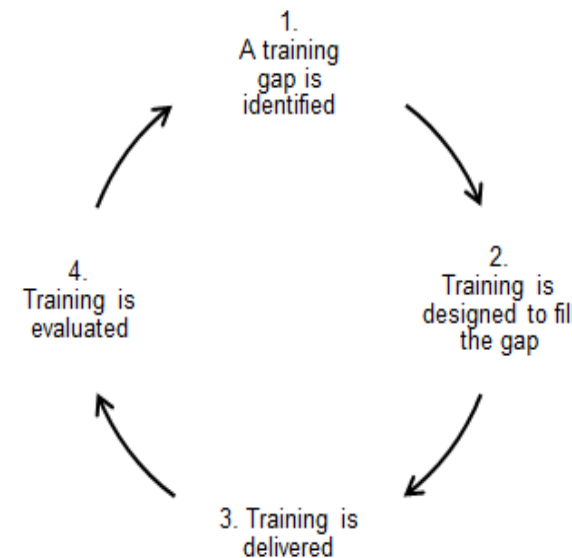 1.
A training
gap is
identified
2.
Training is
designed to fill
the gap
3. Training is
delivered
4.
Training is
evaluated